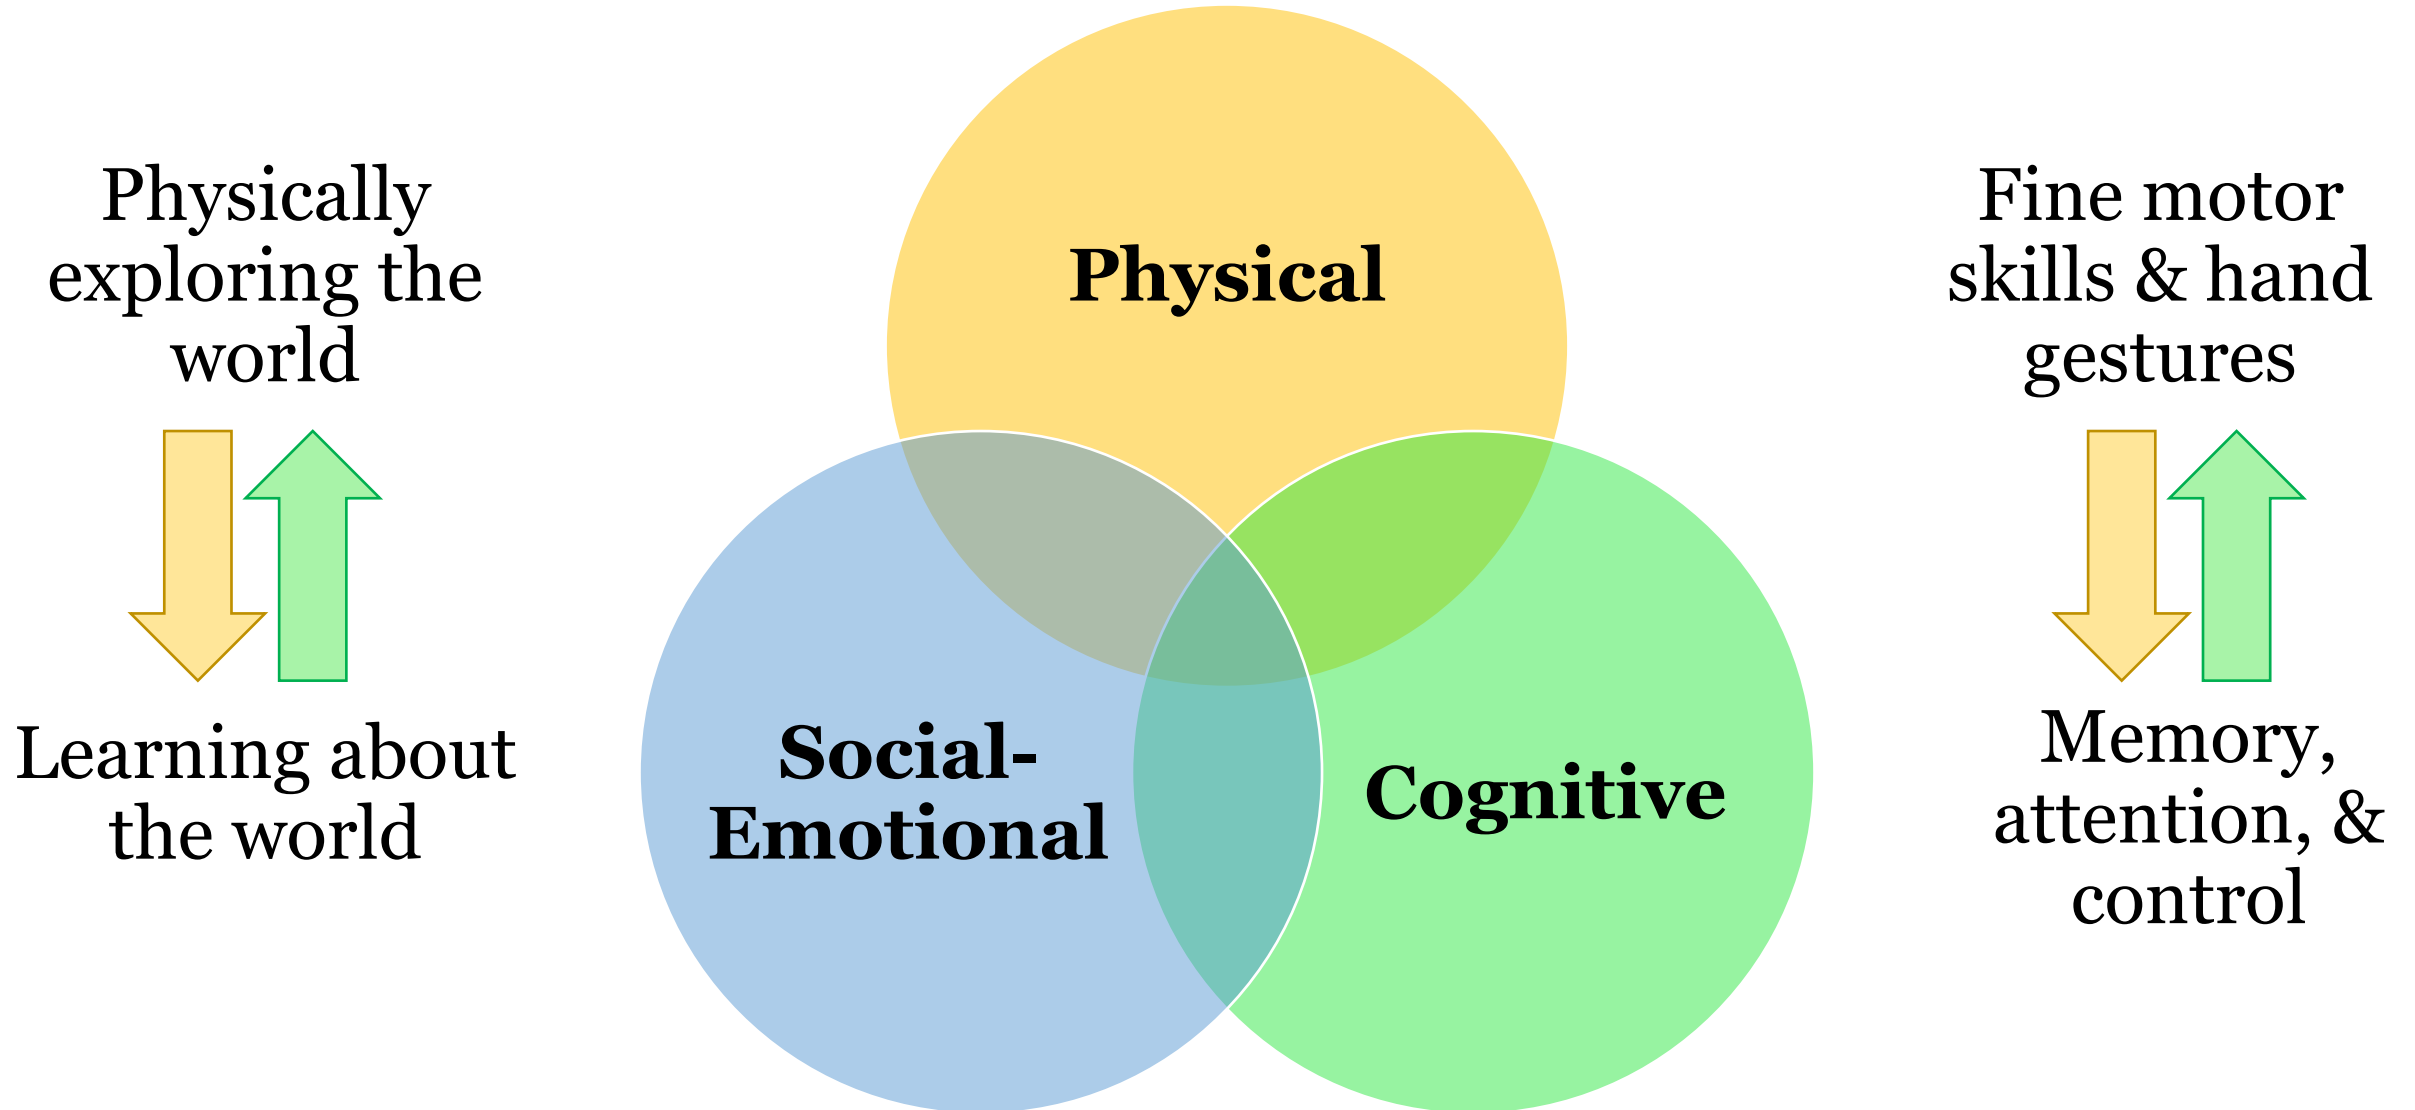 Physically
exploring the
world
Learning about
the world
Physical
Social-
Emotional
Cognitive
Fine motor
skills & hand
gestures
Memory,
attention, &
control